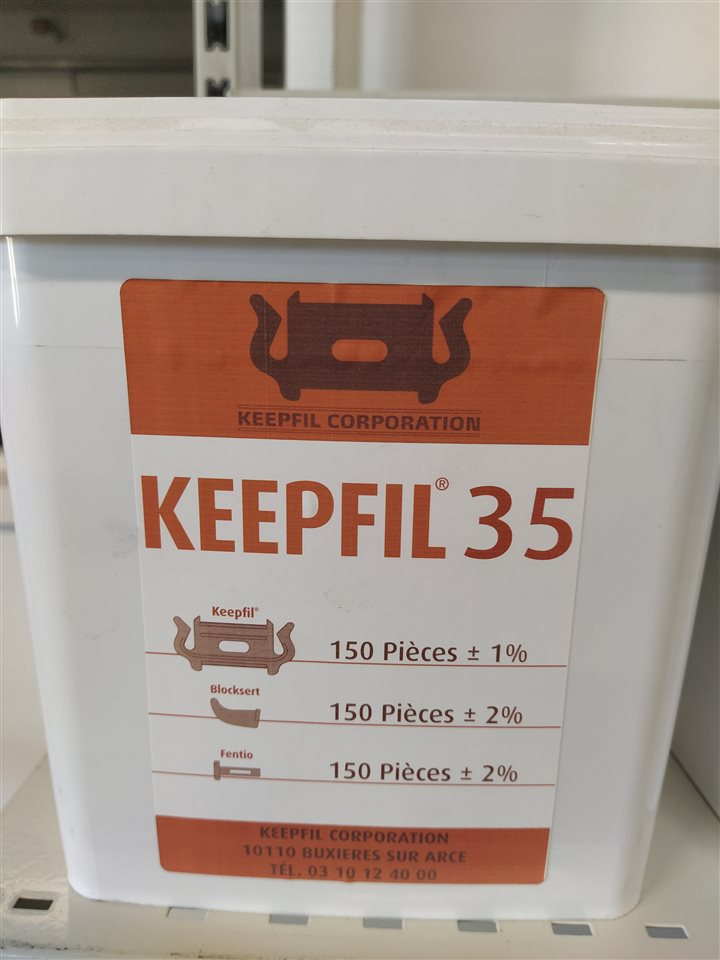 KEEPFIL CORPORATION
KEEPFIL® 35
Keepfil®
150 Pièces ± 1%
Blocksert
150 Pièces ± 2%
Fentio
150 Pièces ± 2%
KEEPFIL CORPORATION
10110 BUXIERES SUR ARCE
TÉL. 03 10 12 40 00